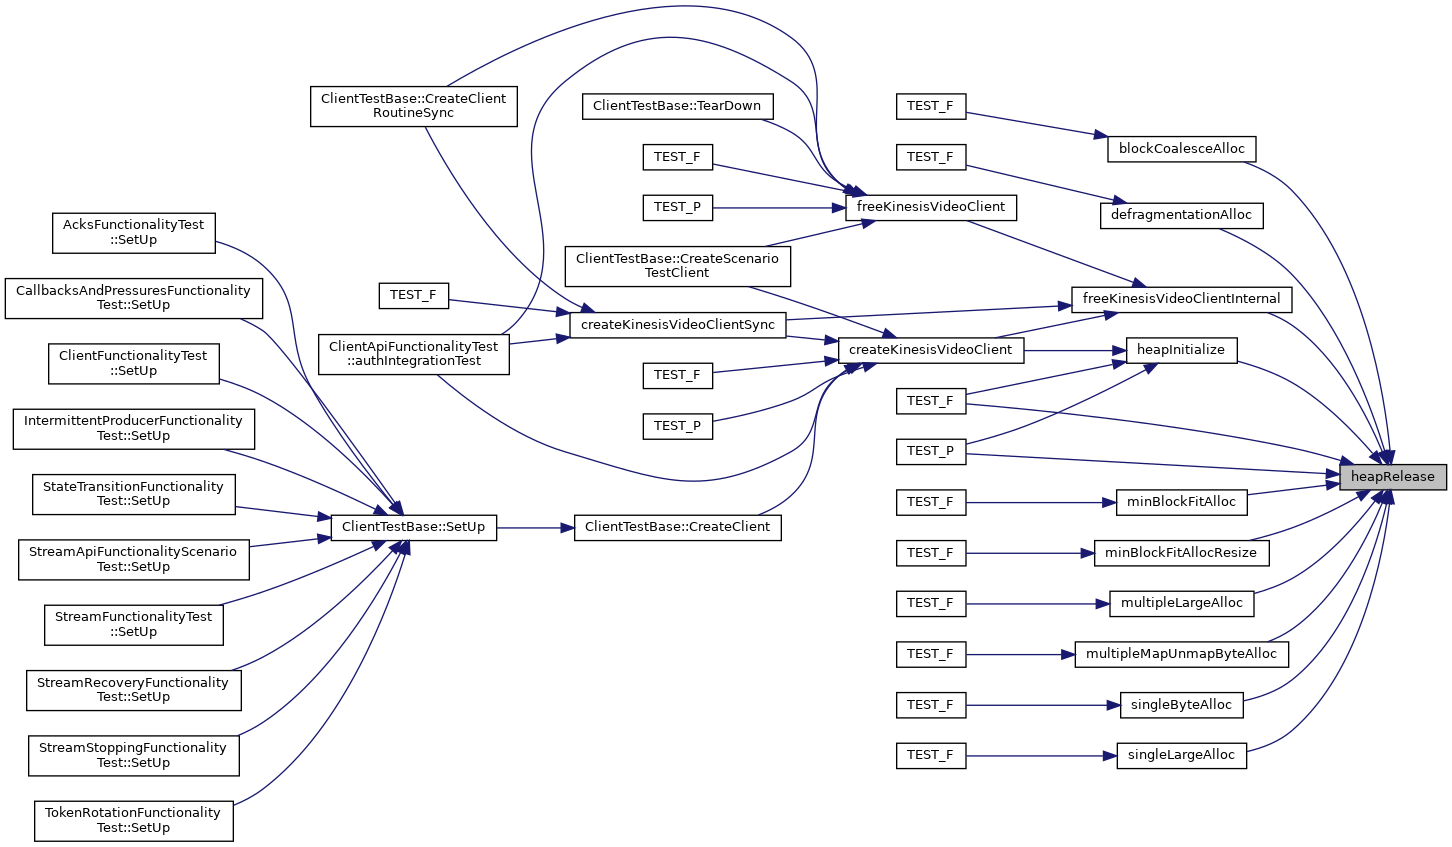 ClientTestBase::CreateClient
RoutineSync
ClientTestBase::TearDown
TEST_F
TEST_F
blockCoalesceAlloc
TEST_F
TEST_P
freeKinesisVideoClient
defragmentationAlloc
AcksFunctionalityTest
::SetUp
ClientTestBase::CreateScenario
TestClient
CallbacksAndPressuresFunctionality
Test::SetUp
TEST_F
freeKinesisVideoClientInternal
createKinesisVideoClientSync
ClientFunctionalityTest
::SetUp
ClientApiFunctionalityTest
::authIntegrationTest
createKinesisVideoClient
heapInitialize
TEST_F
TEST_F
IntermittentProducerFunctionality
Test::SetUp
TEST_P
TEST_P
heapRelease
StateTransitionFunctionality
Test::SetUp
TEST_F
minBlockFitAlloc
ClientTestBase::SetUp
ClientTestBase::CreateClient
StreamApiFunctionalityScenario
Test::SetUp
TEST_F
minBlockFitAllocResize
TEST_F
multipleLargeAlloc
StreamFunctionalityTest
::SetUp
TEST_F
multipleMapUnmapByteAlloc
StreamRecoveryFunctionality
Test::SetUp
TEST_F
singleByteAlloc
StreamStoppingFunctionality
Test::SetUp
TEST_F
singleLargeAlloc
TokenRotationFunctionality
Test::SetUp